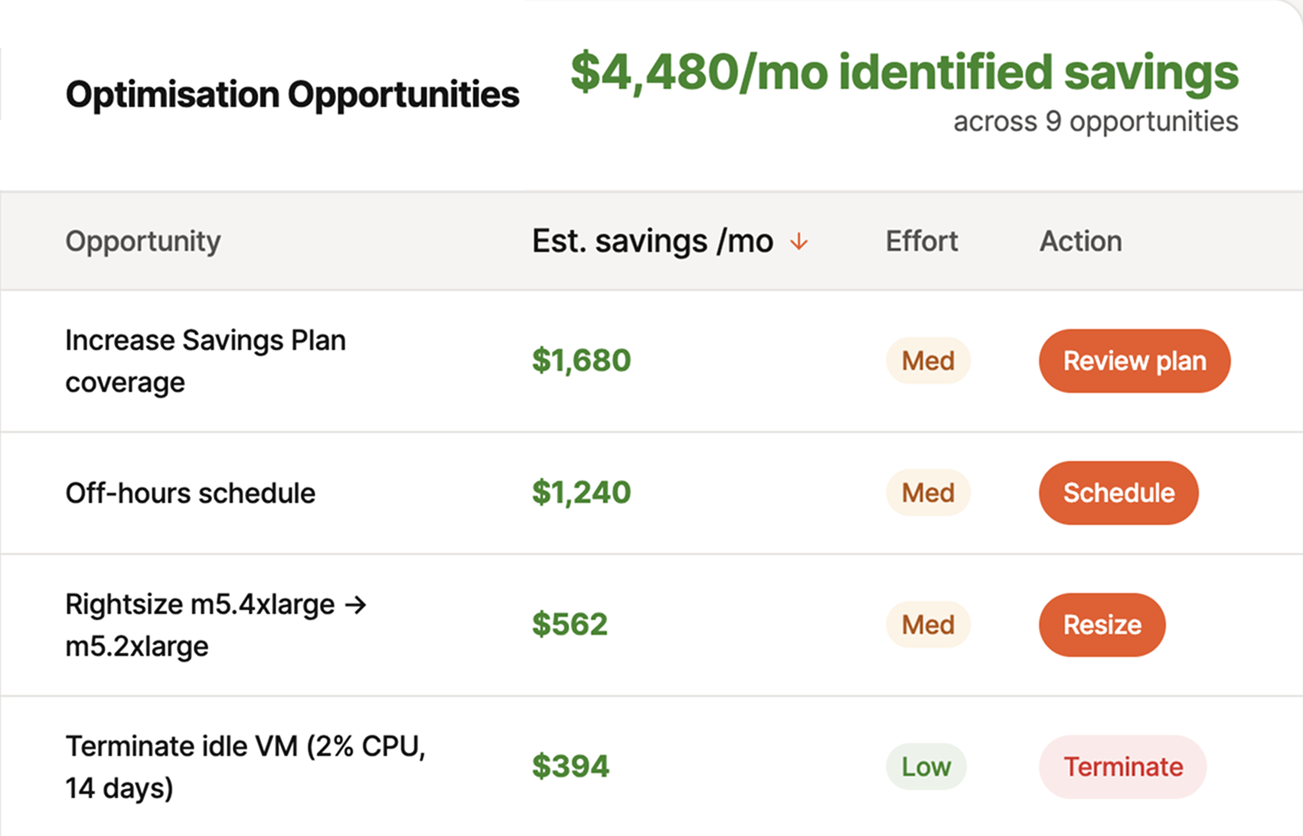 Optimisation Opportunities
$4,480/mo identified savings
across 9 opportunities
Opportunity
Est. savings /mo ↓
Effort
Action
Increase Savings Plan
coverage
$1,680
Med
Review plan
Off-hours schedule
$1,240
Med
Schedule
Rightsize m5.4xlarge →
m5.2xlarge
$562
Med
Resize
Terminate idle VM (2% CPU,
14 days)
$394
Low
Terminate